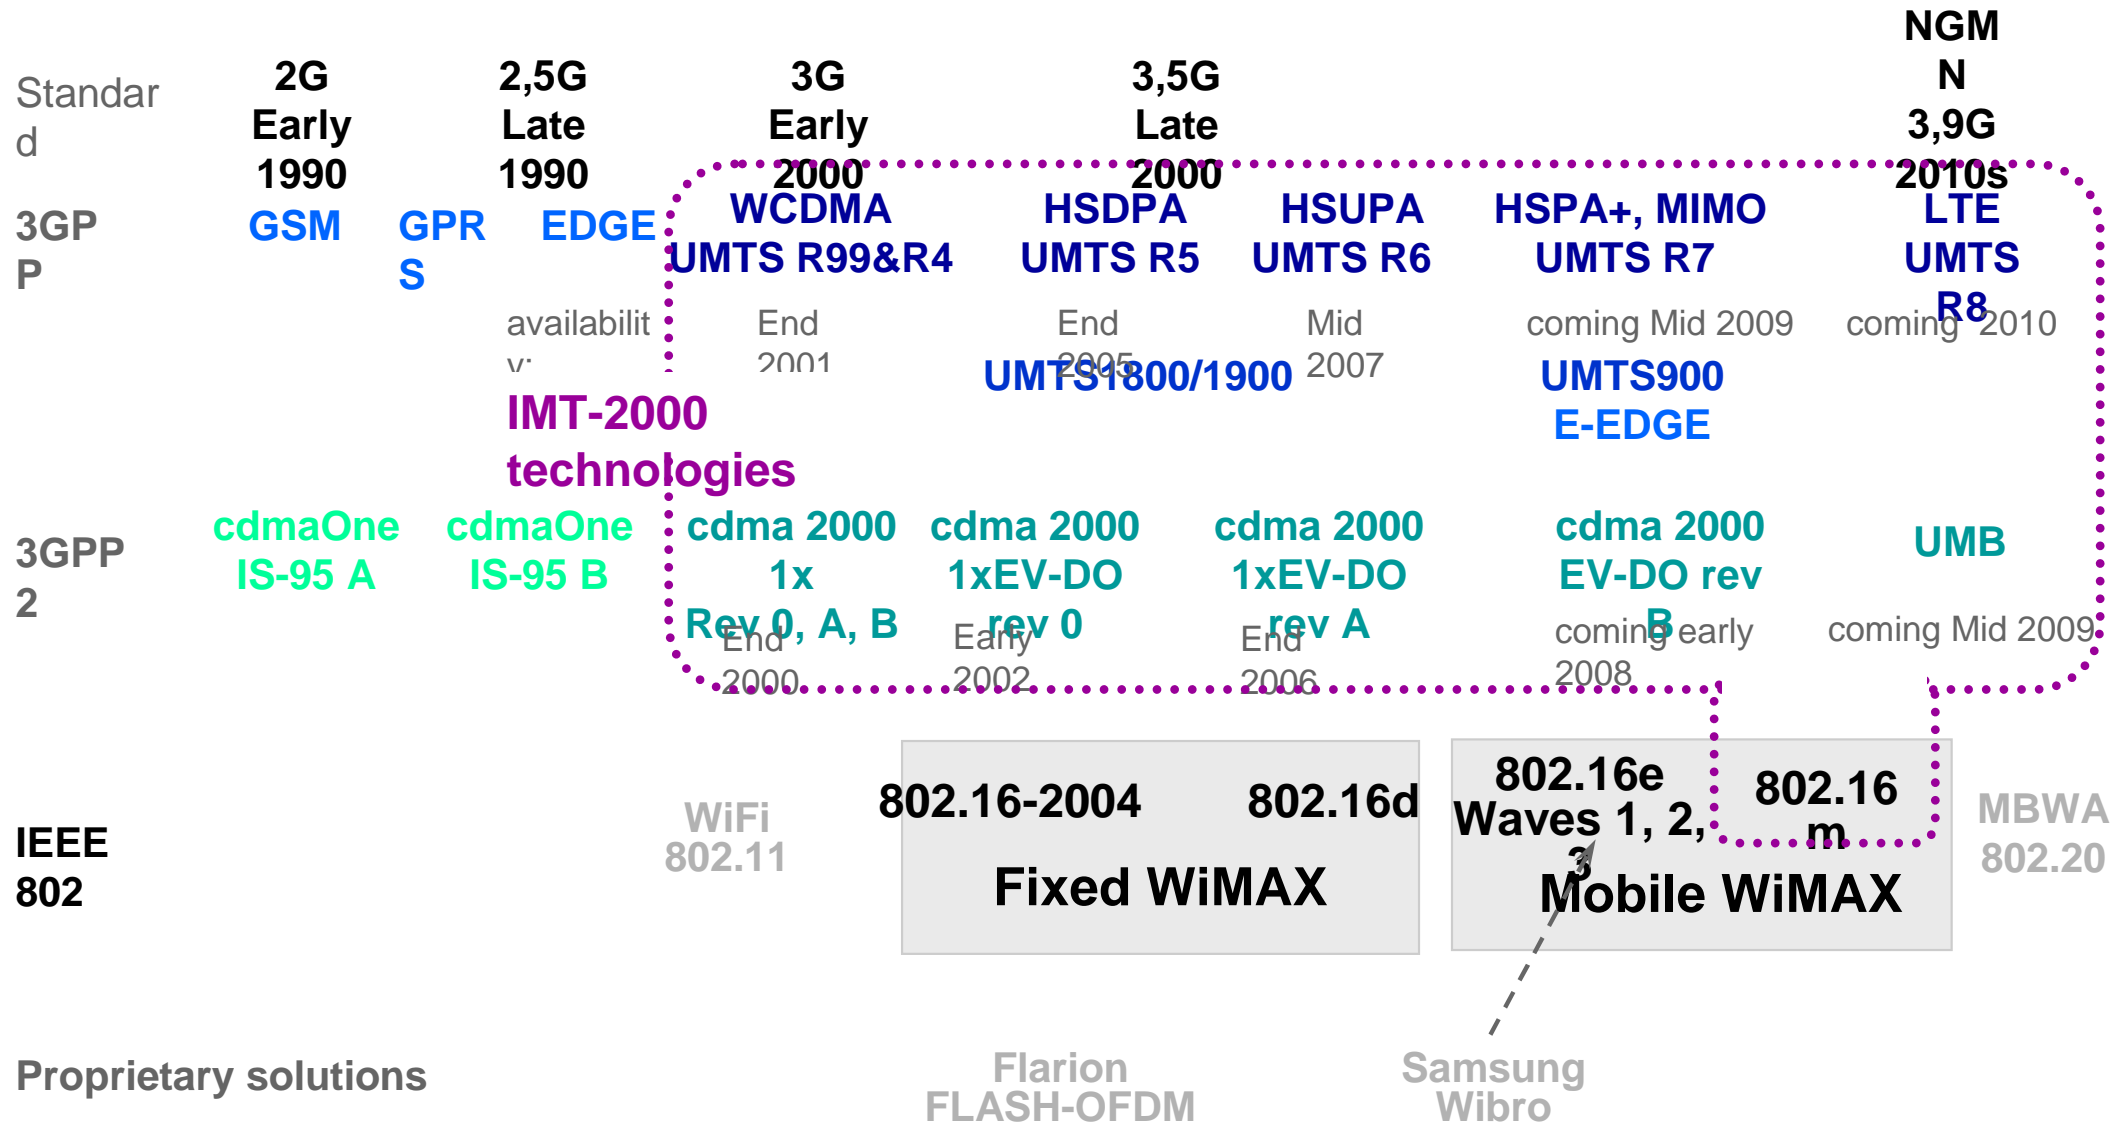 Standar
d
2G
Early
1990
2,5G
Late
1990
3G
Early
2000
3,5G
Late
2000
NGM
N
3,9G
2010s
3GP
P
GSM
GPR
S
EDGE
WCDMA
UMTS R99&R4
HSDPA
UMTS R5
HSUPA
UMTS R6
HSPA+, MIMO
UMTS R7
LTE
UMTS
R8
availabilit
y:
End
2001
End
2005
Mid
2007
coming Mid 2009
coming 2010
UMTS1800/1900
UMTS900
E-EDGE
IMT-2000
technologies
3GPP
2
cdmaOne
IS-95 A
cdmaOne
IS-95 B
cdma 2000
1x
Rev 0, A, B
cdma 2000
1xEV-DO
rev 0
cdma 2000
1xEV-DO
rev A
cdma 2000
EV-DO rev
B
UMB
End
2000
Early
2002
End
2006
coming early
2008
coming Mid 2009
IEEE
802
WiFi
802.11
802.16-2004
802.16d
Fixed WiMAX
802.16e
Waves 1, 2,
3
802.16
m
Mobile WiMAX
MBWA
802.20
Proprietary solutions
Flarion
FLASH-OFDM
Samsung
Wibro